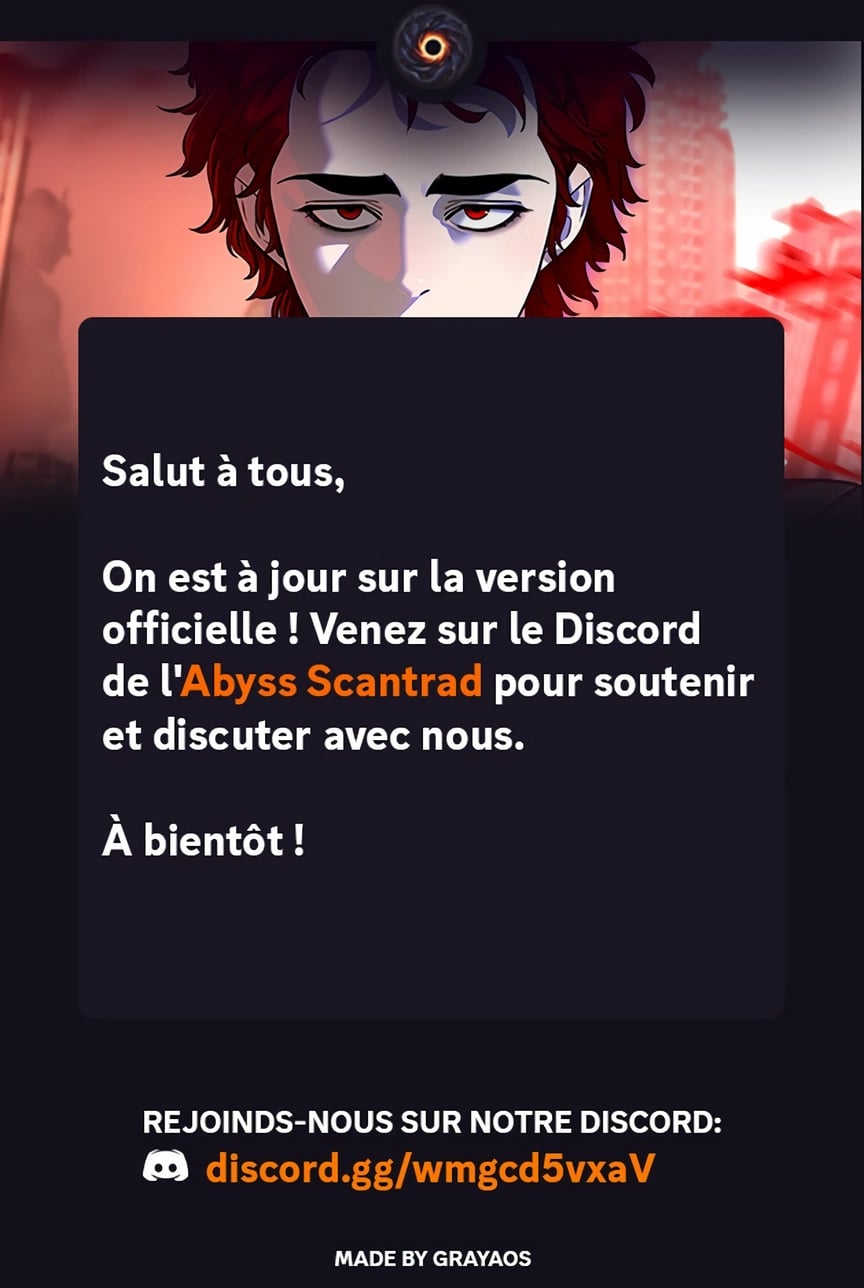 Salut à tous,
On est à jour sur la version
officielle ! Venez sur le Discord
de l'Abyss Scantrad pour soutenir
et discuter avec nous.
À bientôt !
REJOINDS-NOUS SUR NOTRE DISCORD:
discord.gg/wmgcd5vxaV
MADE BY GRAYAOS